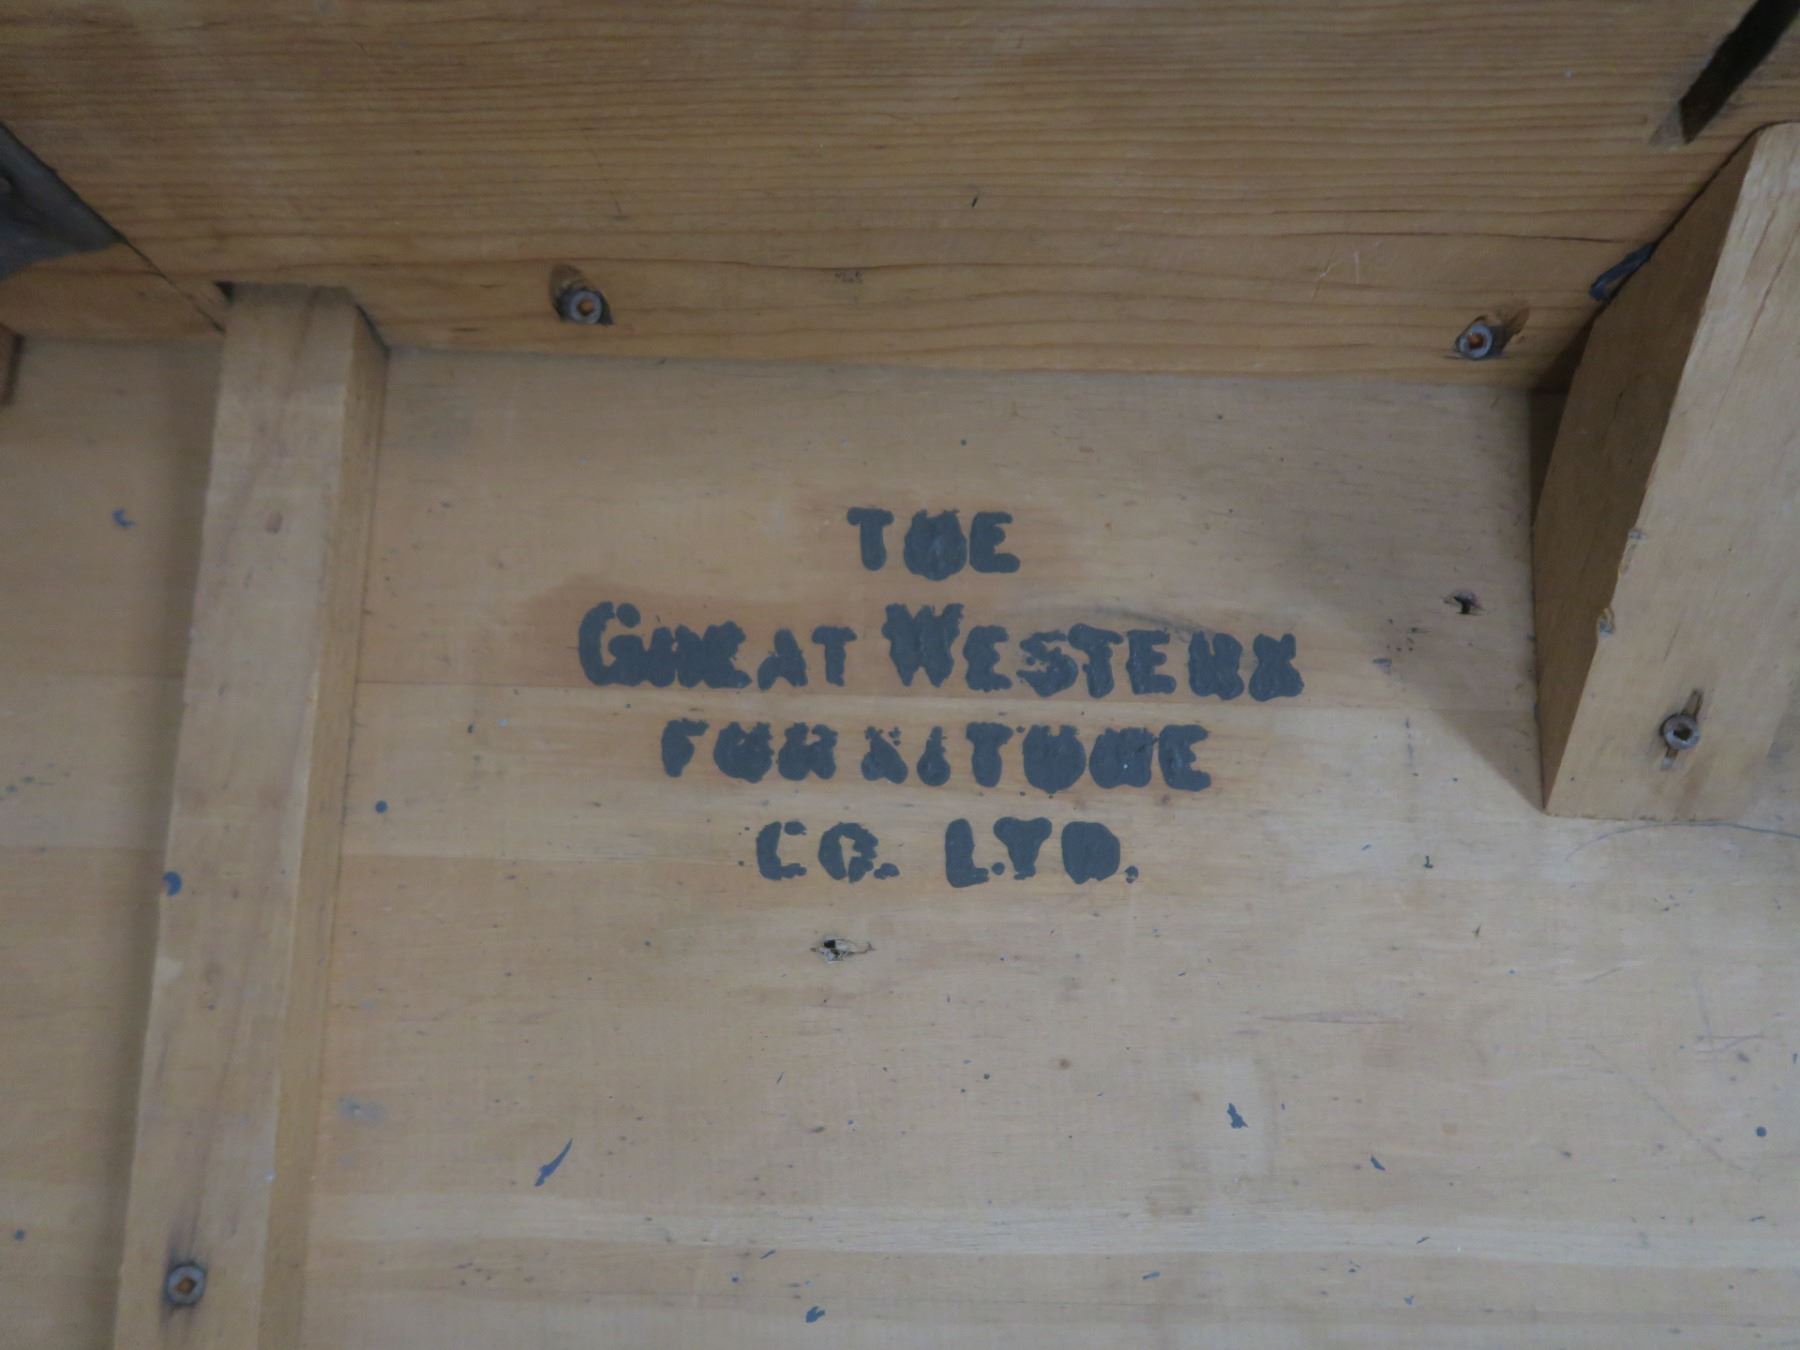 THE
GREAT WESTERN
FURNITURE
CO. LTD.